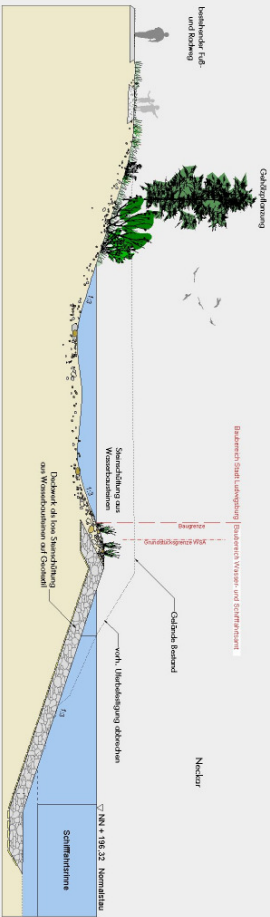 bestehender Fuß-
und Radweg
Gehölzpflanzung
1:3
Steinschüttung aus
Wasserbausteinen
1:3
Deckwerk als lose Steinschüttung
aus Wasserbausteinen auf Geotextil
Baubereich Stadt Ludwigsburg
Baubereich Wasser- und Schifffahrtsamt
Baugrenze
Grundstücksgrenze WSA
Gelände Bestand
vorh. Uferbefestigung abbrechen
1:3
Neckar
NN + 196.32 Normalstau
Schifffahrtsrinne